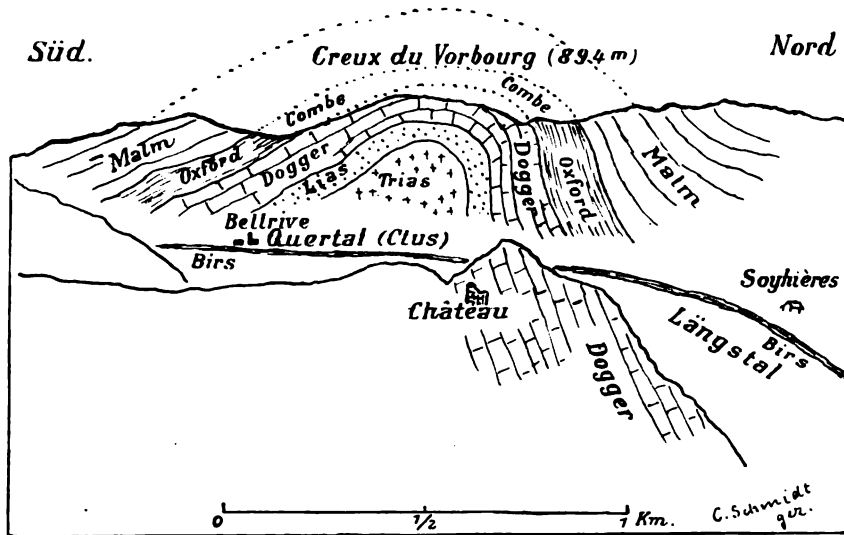 Süd.
Creux du Vorbourg (894 m)
Nord
Combe
Combe
Malm
Oxford
Dogger
Lias
Trias
Dogger
Oxford
Malm
Bellrive
Quertal (Clus)
Birs
Château
Soyhières
Birs
Längstal
Dogger
0
1/2
1 Km.
C. Schmidt
gez.